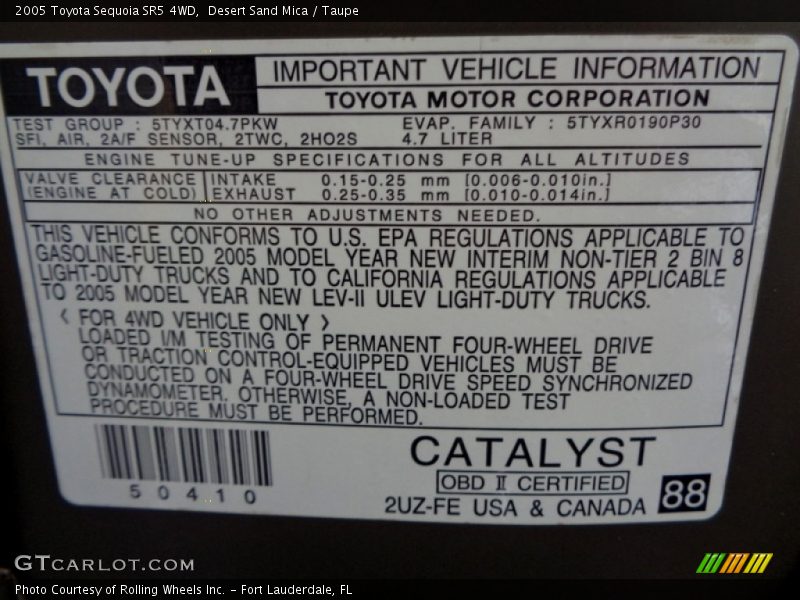 2005 Toyota Sequoia SR5 4WD,  Desert Sand Mica / Taupe
TOYOTA
IMPORTANT VEHICLE INFORMATION
TOYOTA MOTOR CORPORATION
TEST GROUP : 5TYXT04.7PKW
EVAP. FAMILY : 5TYXR0190P30
SFI, AIR, 2A/F SENSOR, 2TWC, 2HO2S
4.7 LITER
ENGINE TUNE-UP SPECIFICATIONS FOR ALL ALTITUDES
VALVE CLEARANCE
(ENGINE AT COLD)
INTAKE 0.15-0.25 mm [0.006-0.010in.]
EXHAUST 0.25-0.35 mm [0.010-0.014in.]
NO OTHER ADJUSTMENTS NEEDED.
THIS VEHICLE CONFORMS TO U.S. EPA REGULATIONS APPLICABLE TO
GASOLINE-FUELED 2005 MODEL YEAR NEW INTERIM NON-TIER 2 BIN 8
LIGHT-DUTY TRUCKS AND TO CALIFORNIA REGULATIONS APPLICABLE
TO 2005 MODEL YEAR NEW LEV-II ULEV LIGHT-DUTY TRUCKS.
< FOR 4WD VEHICLE ONLY >
LOADED I/M TESTING OF PERMANENT FOUR-WHEEL DRIVE
OR TRACTION CONTROL-EQUIPPED VEHICLES MUST BE
CONDUCTED ON A FOUR-WHEEL DRIVE SPEED SYNCHRONIZED
DYNAMOMETER. OTHERWISE, A NON-LOADED TEST
PROCEDURE MUST BE PERFORMED.
50410
CATALYST
OBD II CERTIFIED
2UZ-FE USA & CANADA
88
GTCARLOT.COM
Photo Courtesy of Rolling Wheels Inc. – Fort Lauderdale, FL